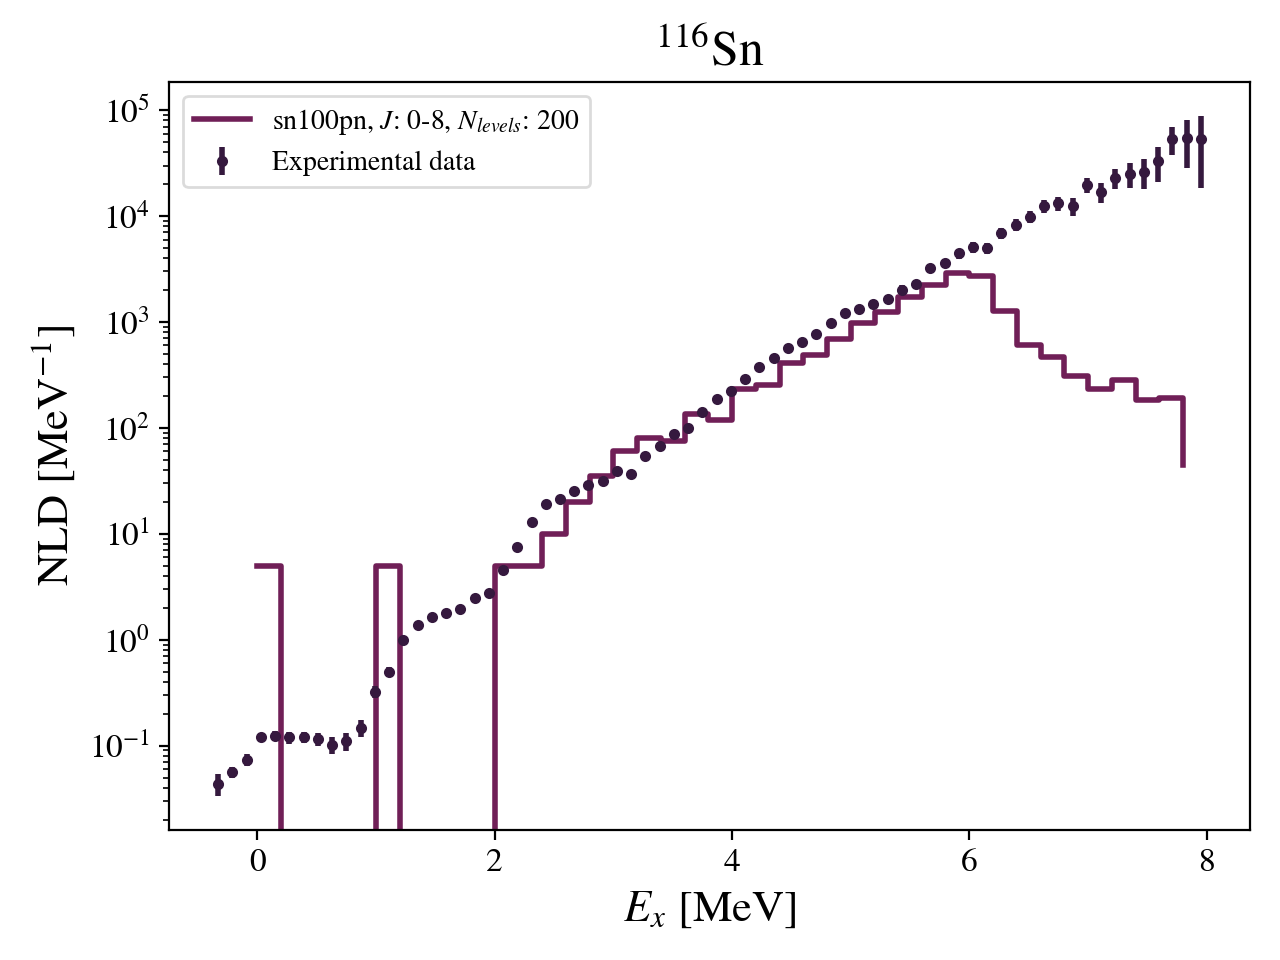 ¹¹⁶Sn
sn100pn, J: 0-8, N_levels: 200
Experimental data
NLD [MeV⁻¹]
10⁵
10⁴
10³
10²
10¹
10⁰
10⁻¹
0 2 4 6 8
Eₓ [MeV]